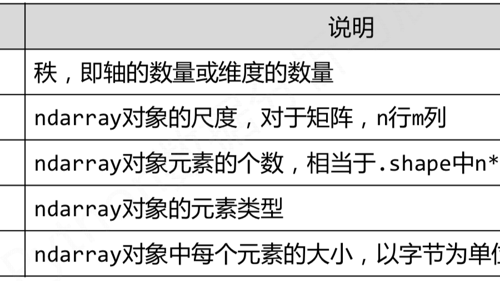 说明
秩，即轴的数量或维度的数量
ndarray对象的尺度，对于矩阵，n行m列
ndarray对象元素的个数，相当于.shape中n*
ndarray对象的元素类型
ndarray对象中每个元素的大小，以字节为单位